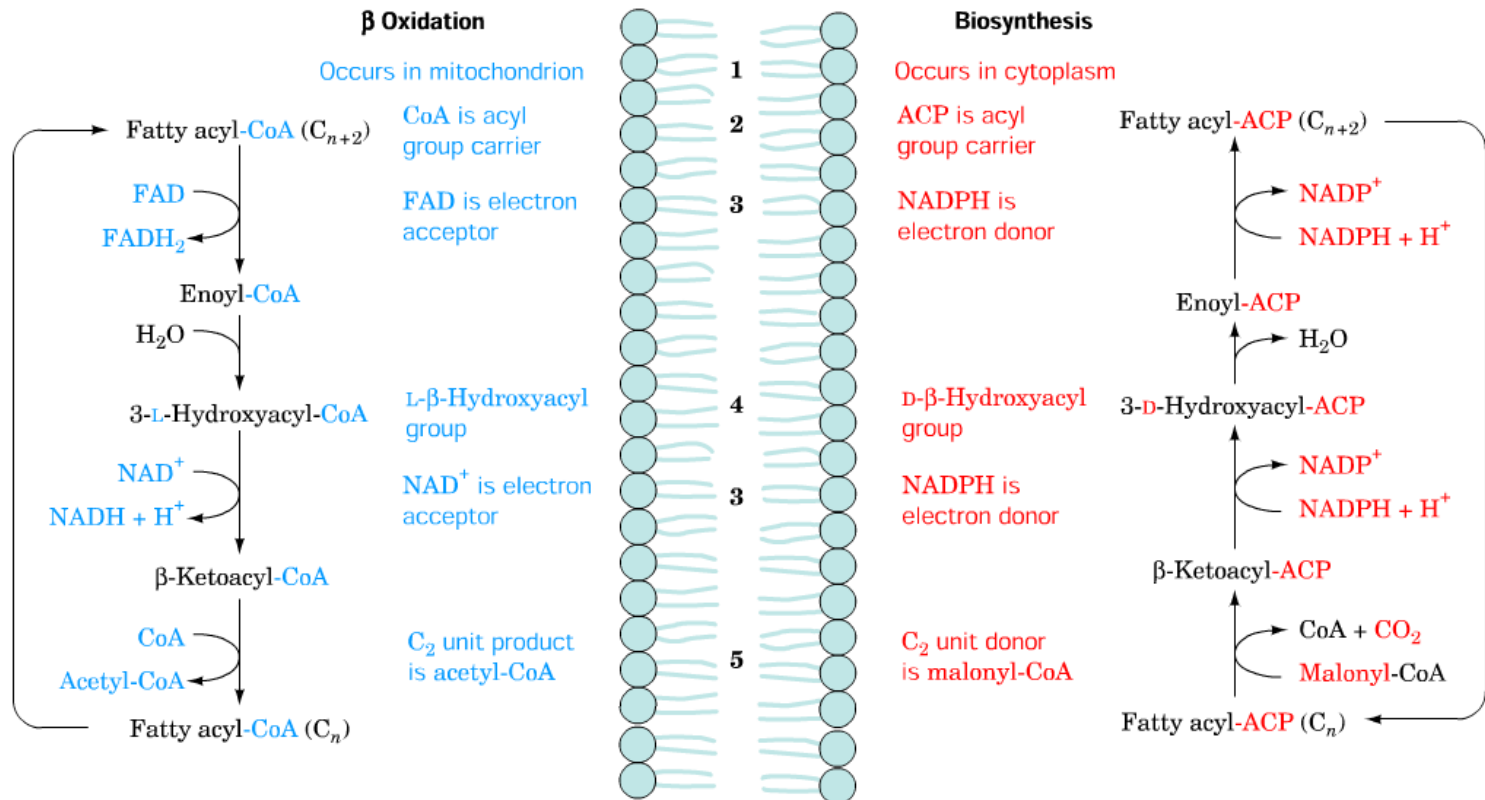 β Oxidation
Occurs in mitochondrion
Fatty acyl-CoA (Cₙ₊₂)
CoA is acyl
group carrier
FAD
FADH₂
FAD is electron
acceptor
Enoyl-CoA
H₂O
3-L-Hydroxyacyl-CoA
L-β-Hydroxyacyl
group
NAD⁺
NADH + H⁺
NAD⁺ is electron
acceptor
β-Ketoacyl-CoA
CoA
Acetyl-CoA
C₂ unit product
is acetyl-CoA
Fatty acyl-CoA (Cₙ)
1
2
3
4
3
5
Biosynthesis
Occurs in cytoplasm
ACP is acyl
group carrier
Fatty acyl-ACP (Cₙ₊₂)
NADPH is
electron donor
NADP⁺
NADPH + H⁺
Enoyl-ACP
H₂O
D-β-Hydroxyacyl
group
3-D-Hydroxyacyl-ACP
NADPH is
electron donor
NADP⁺
NADPH + H⁺
β-Ketoacyl-ACP
C₂ unit donor
is malonyl-CoA
CoA + CO₂
Malonyl-CoA
Fatty acyl-ACP (Cₙ)